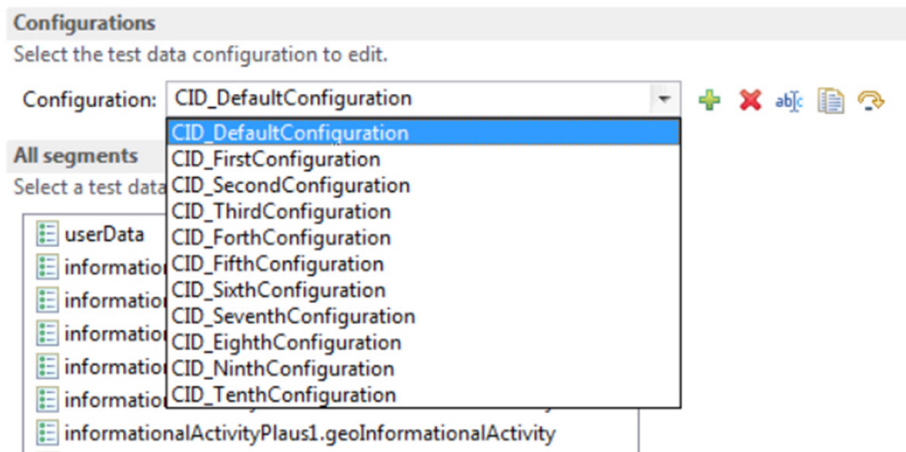 Configurations
Select the test data configuration to edit.
Configuration: CID_DefaultConfiguration
ab]c
CID_DefaultConfiguration
CID_FirstConfiguration
All segments
CID_SecondConfiguration
Select a test data
CID_ThirdConfiguration
userData
CID_ForthConfiguration
CID_FifthConfiguration
CID_SixthConfiguration
CID_SeventhConfiguration
CID_EighthConfiguration
CID_NinthConfiguration
CID_TenthConfiguration
informationalActivityPlaus1.geoInformationalActivity